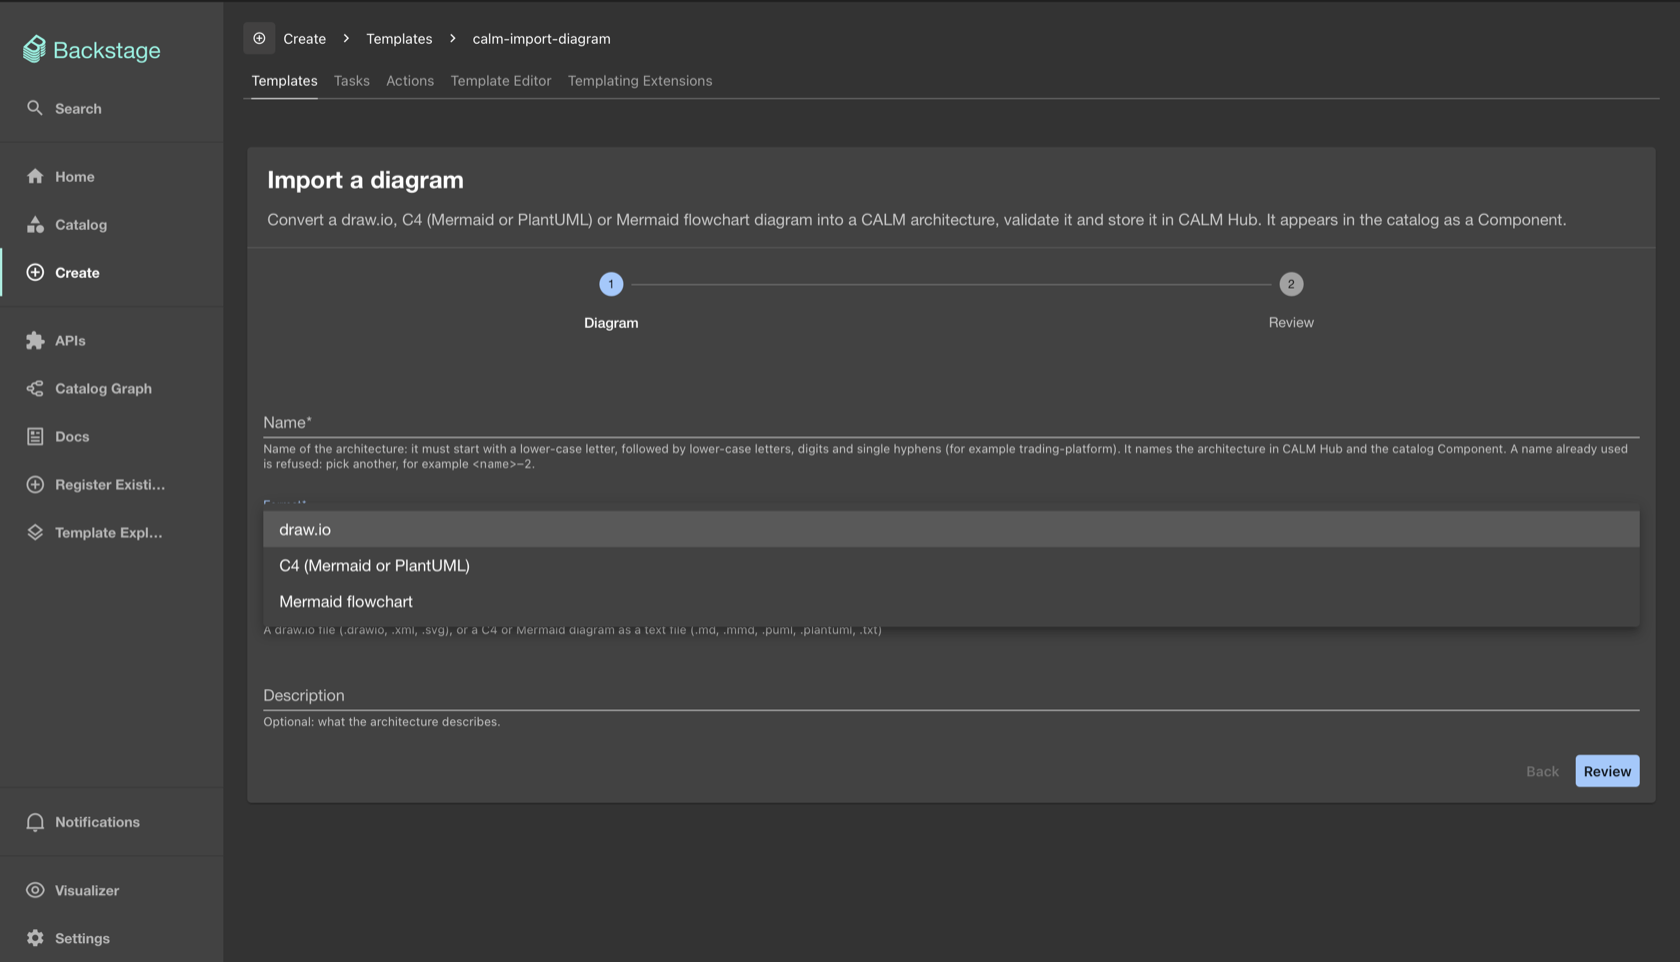 Backstage
Search
Home
Catalog
Create
APIs
Catalog Graph
Docs
Register Existi...
Template Expl...
Notifications
Visualizer
Settings
Create > Templates > calm-import-diagram
Templates Tasks Actions Template Editor Templating Extensions
Import a diagram
Convert a draw.io, C4 (Mermaid or PlantUML) or Mermaid flowchart diagram into a CALM architecture, validate it and store it in CALM Hub. It appears in the catalog as a Component.
1 2
Diagram Review
Name*
Name of the architecture: it must start with a lower-case letter, followed by lower-case letters, digits and single hyphens (for example trading-platform). It names the architecture in CALM Hub and the catalog Component. A name already used
is refused: pick another, for example <name>-2.
draw.io
C4 (Mermaid or PlantUML)
Mermaid flowchart
A draw.io file (.drawio, .xml, .svg), or a C4 or Mermaid diagram as a text file (.md, .mmd, .puml, .plantuml, .txt)
Description
Optional: what the architecture describes.
Back Review